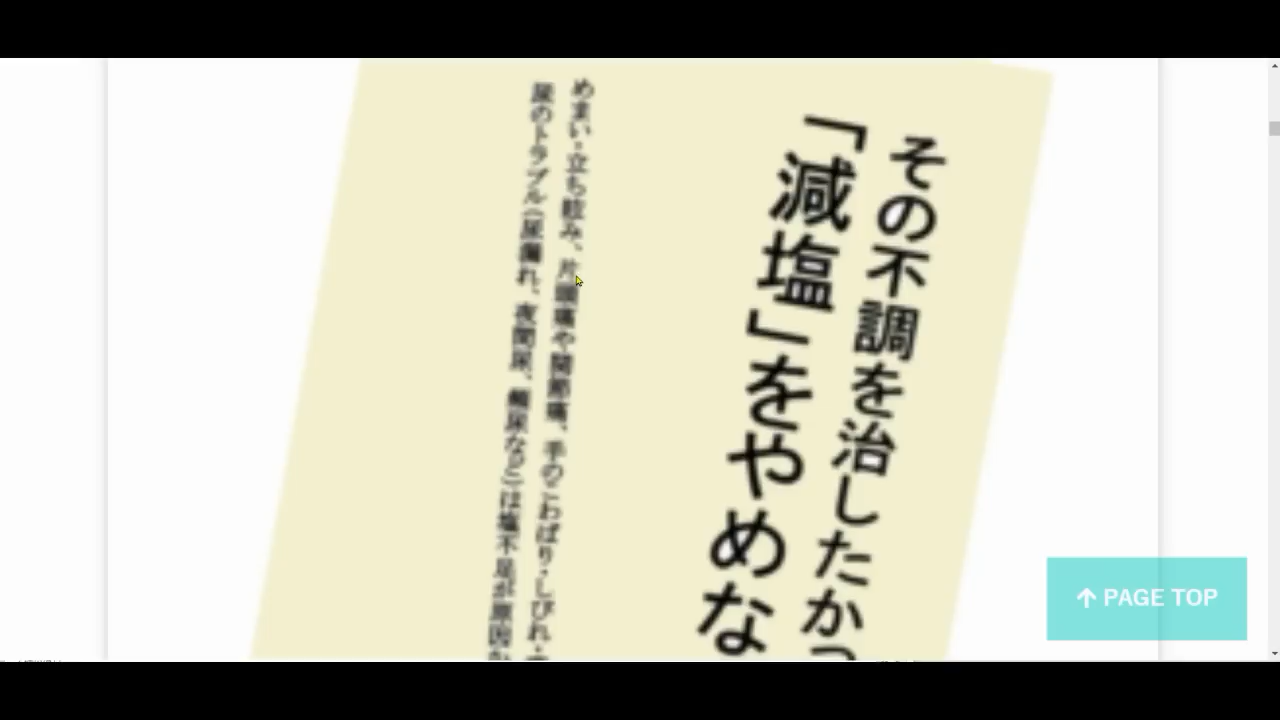 その不調を治したかっ
「減塩」をやめな
めまい・立ち眩み、片頭痛や関節痛、手のこわばり・しびれ・
尿のトラブル(尿漏れ、夜間尿、頻尿など)は塩不足が原因か
PAGE TOP